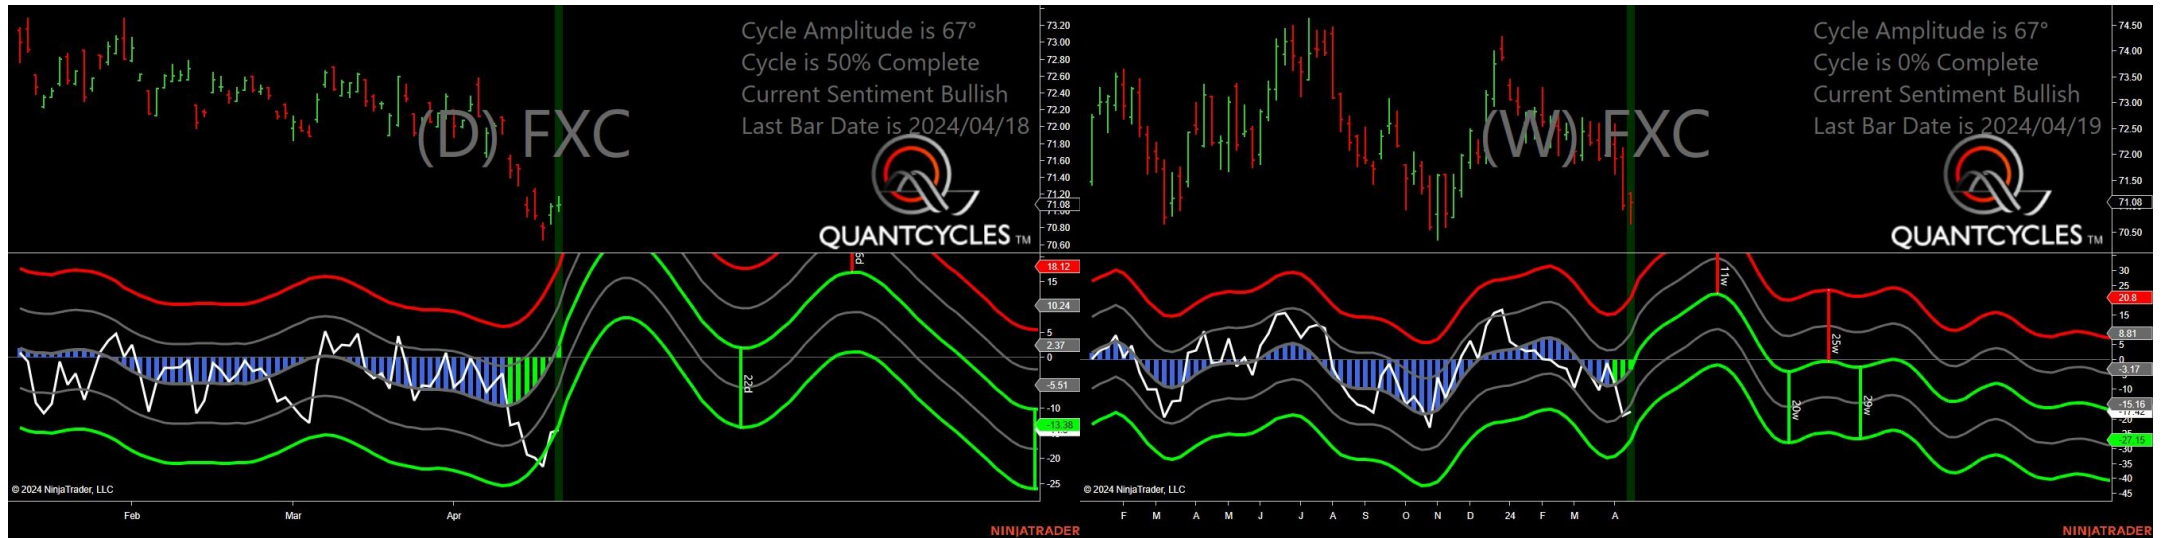 Cycle Amplitude is 67°
Cycle is 50% Complete
Current Sentiment Bullish
Last Bar Date is 2024/04/18
(D) FXC
QUANTCYCLES TM
73.20
73.00
72.80
72.60
72.40
72.20
72.00
71.80
71.60
71.40
71.20
71.08
71.00
70.80
70.60
5d
22d
18.12
15
10.24
5
2.37
0
-5.51
-10
-13.38
-20
-25
© 2024 NinjaTrader, LLC
Feb
Mar
Apr
NINJATRADER
Cycle Amplitude is 67°
Cycle is 0% Complete
Current Sentiment Bullish
Last Bar Date is 2024/04/19
(W) FXC
QUANTCYCLES TM
74.50
74.00
73.50
73.00
72.50
72.00
71.50
71.08
70.50
11w
25w
20w
29w
30
25
20.8
15
8.81
5
0
-3.17
-10
-15.16
-17.42
-20
-27.15
-30
-35
-40
-45
© 2024 NinjaTrader, LLC
F M A M J J A S O N D 24 F M A
NINJATRADER